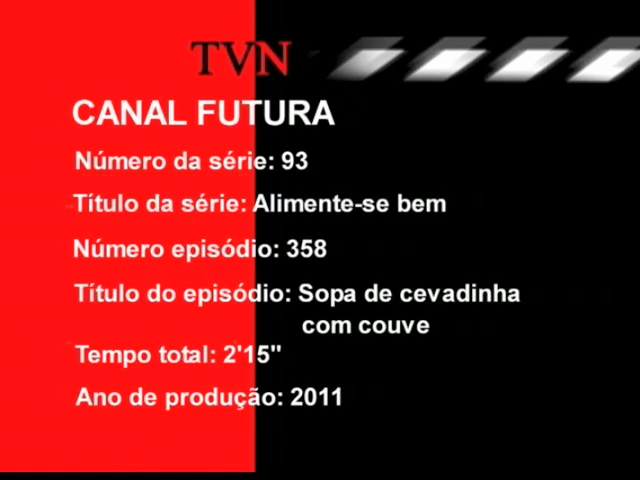 TVN
CANAL FUTURA
Número da série: 93
Título da série: Alimente-se bem
Número episódio: 358
Título do episódio: Sopa de cevadinha
com couve
Tempo total: 2'15"
Ano de produção: 2011